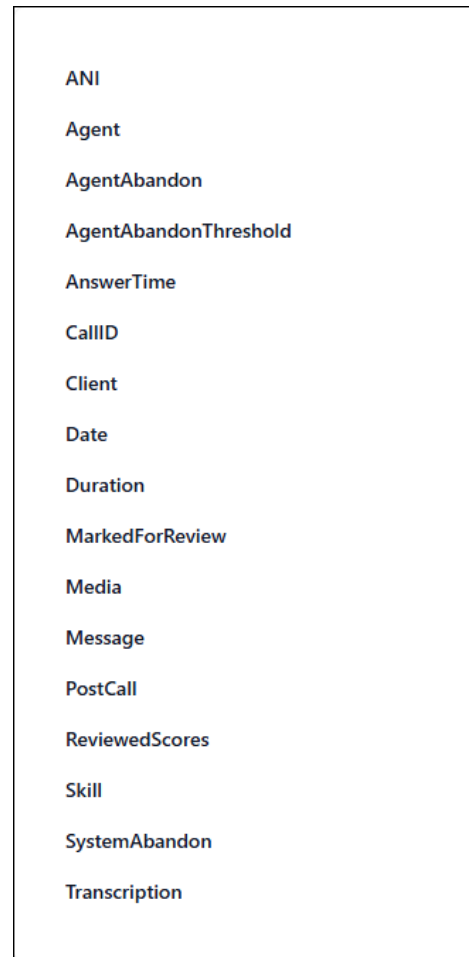 ANI
Agent
AgentAbandon
AgentAbandonThreshold
AnswerTime
CallID
Client
Date
Duration
MarkedForReview
Media
Message
PostCall
ReviewedScores
Skill
SystemAbandon
Transcription